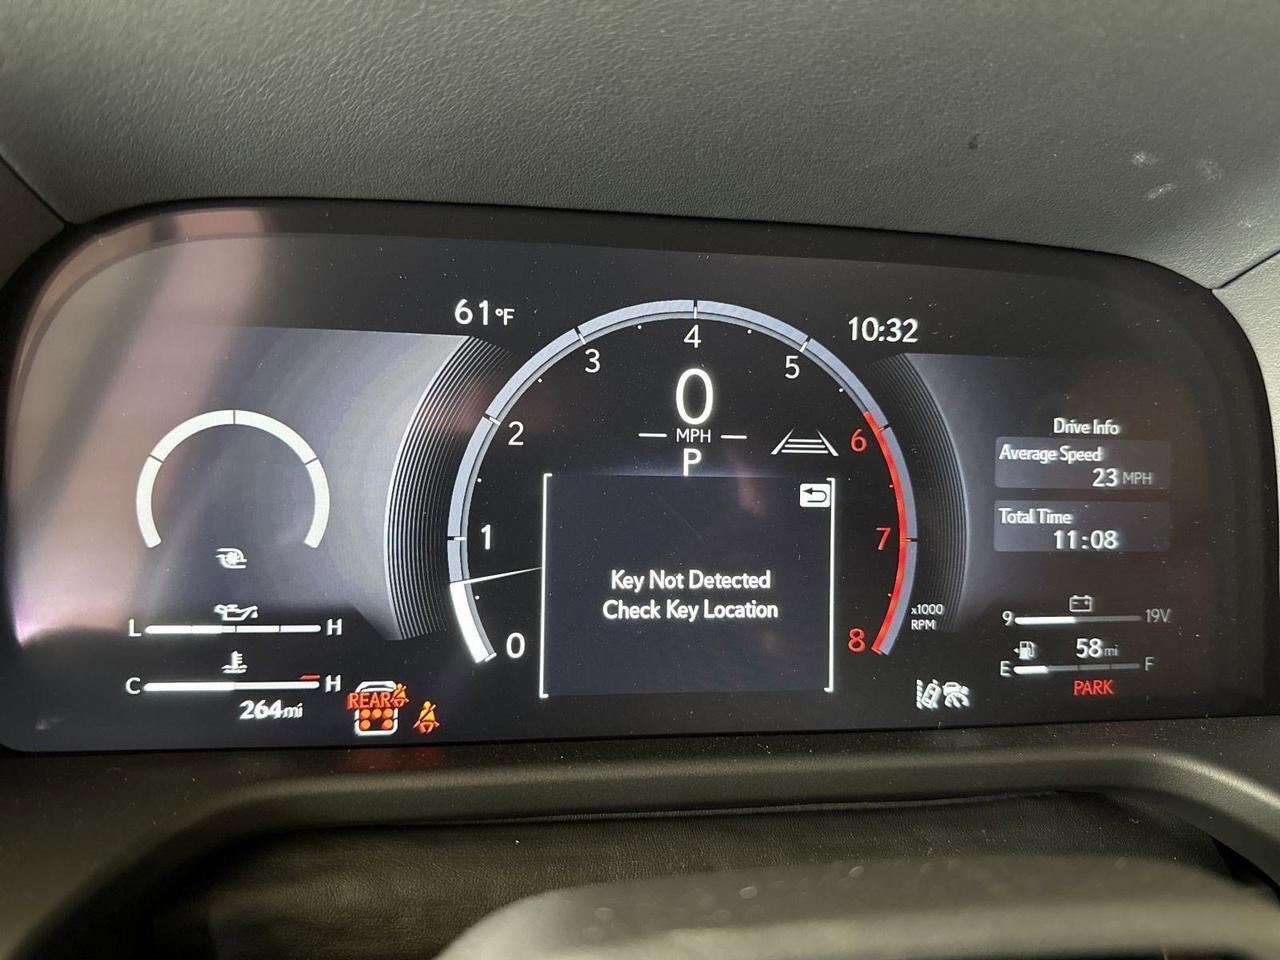 61°F
10:32
0
1
2
3
4
5
6
7
8
x1000
RPM
0
MPH
P
Key Not Detected
Check Key Location
Drive Info
Average Speed
23 MPH
Total Time
11:08
L H
C H
264mi
REAR
9 19V
58mi
E F
PARK